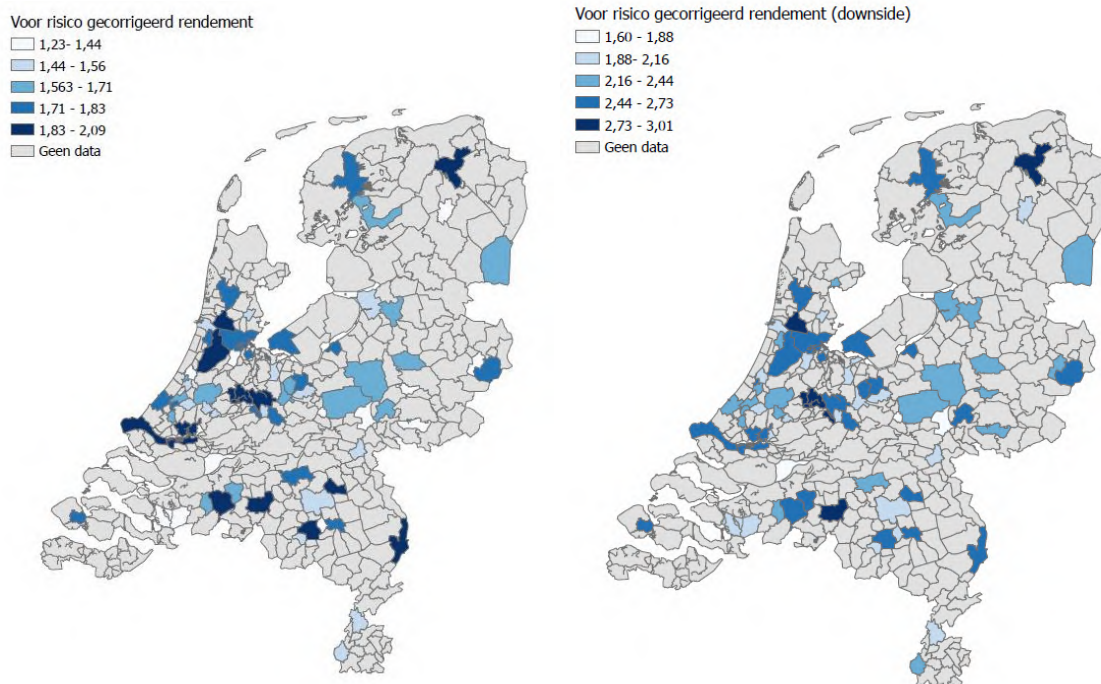 Voor risico gecorrigeerd rendement
1,23- 1,44
1,44 - 1,56
1,563 - 1,71
1,71 - 1,83
1,83 - 2,09
Geen data
Voor risico gecorrigeerd rendement (downside)
1,60 - 1,88
1,88- 2,16
2,16 - 2,44
2,44 - 2,73
2,73 - 3,01
Geen data